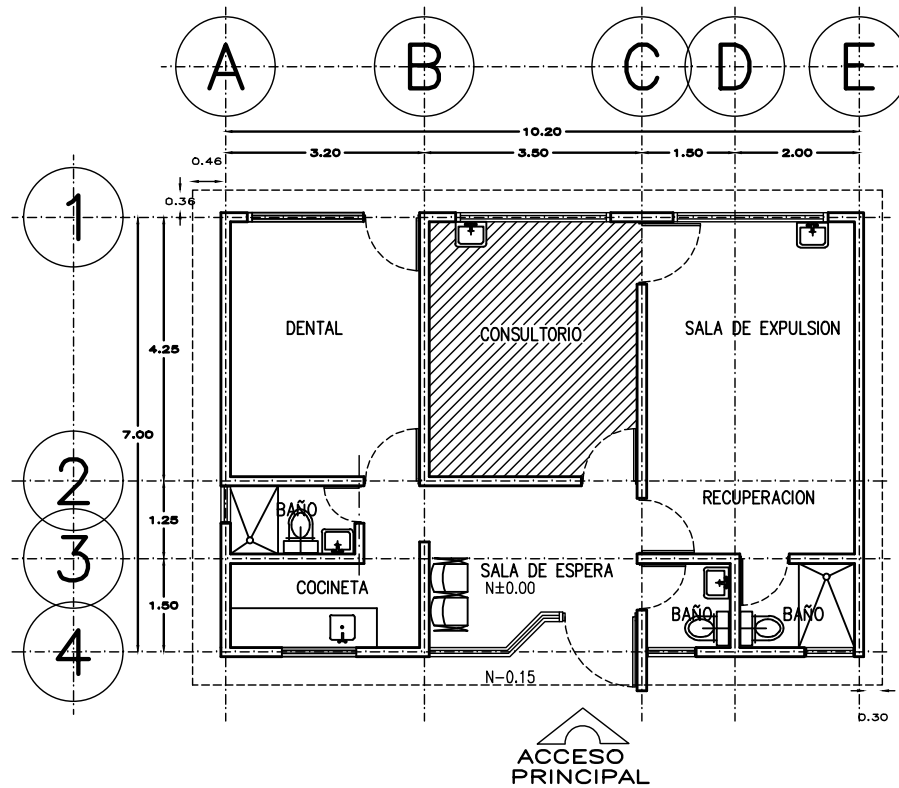 A B C D E
10.20
3.20 3.50 1.50 2.00
0.46
0.36
1
DENTAL
CONSULTORIO
SALA DE EXPULSION
4.25
7.00
2
RECUPERACION
BAÑO
1.25
3
SALA DE ESPERA
N±0.00
COCINETA
1.50
BAÑO
BAÑO
4
N-0.15
0.30
ACCESO
PRINCIPAL